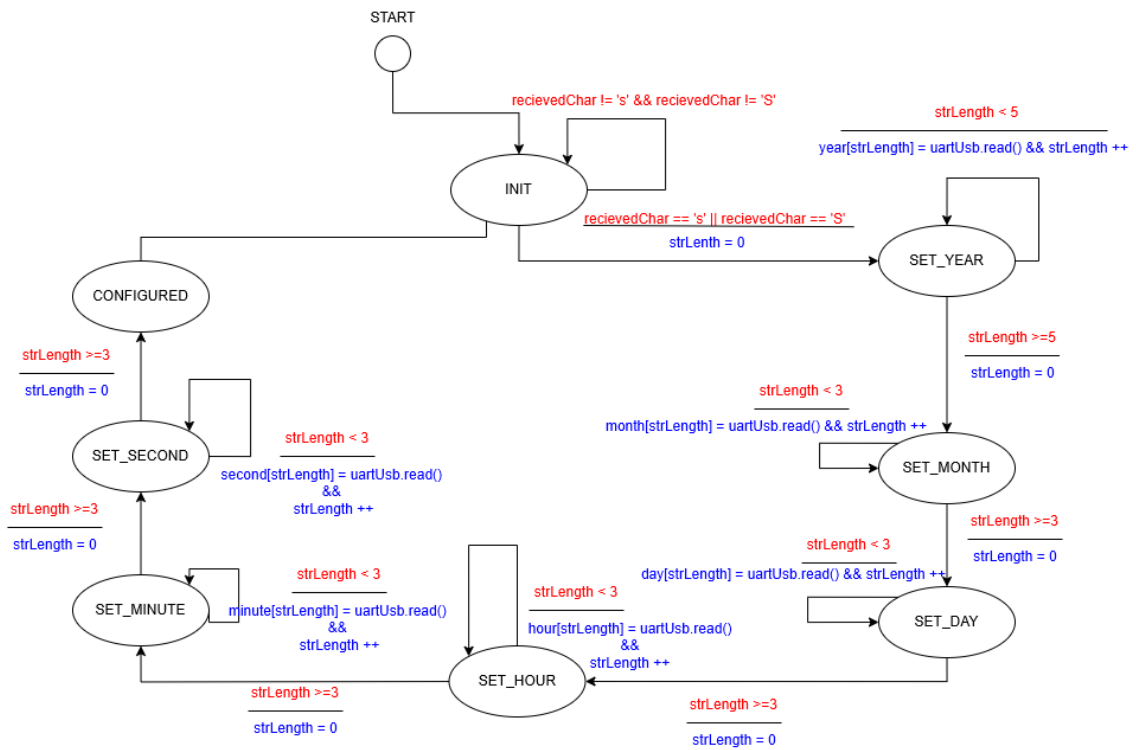 START
recievedChar != 's' && recievedChar != 'S'
INIT
strLength < 5
year[strLength] = uartUsb.read() && strLength ++
recievedChar == 's' || recievedChar == 'S'
strLenth = 0
SET_YEAR
CONFIGURED
strLength >=5
strLength = 0
strLength >=3
strLength = 0
strLength < 3
month[strLength] = uartUsb.read() && strLength ++
SET_MONTH
SET_SECOND
strLength < 3
second[strLength] = uartUsb.read()
&&
strLength ++
strLength >=3
strLength = 0
strLength >=3
strLength = 0
strLength < 3
day[strLength] = uartUsb.read() && strLength ++
SET_DAY
SET_MINUTE
strLength < 3
minute[strLength] = uartUsb.read()
&&
strLength ++
strLength < 3
hour[strLength] = uartUsb.read()
&&
strLength ++
SET_HOUR
strLength >=3
strLength = 0
strLength >=3
strLength = 0